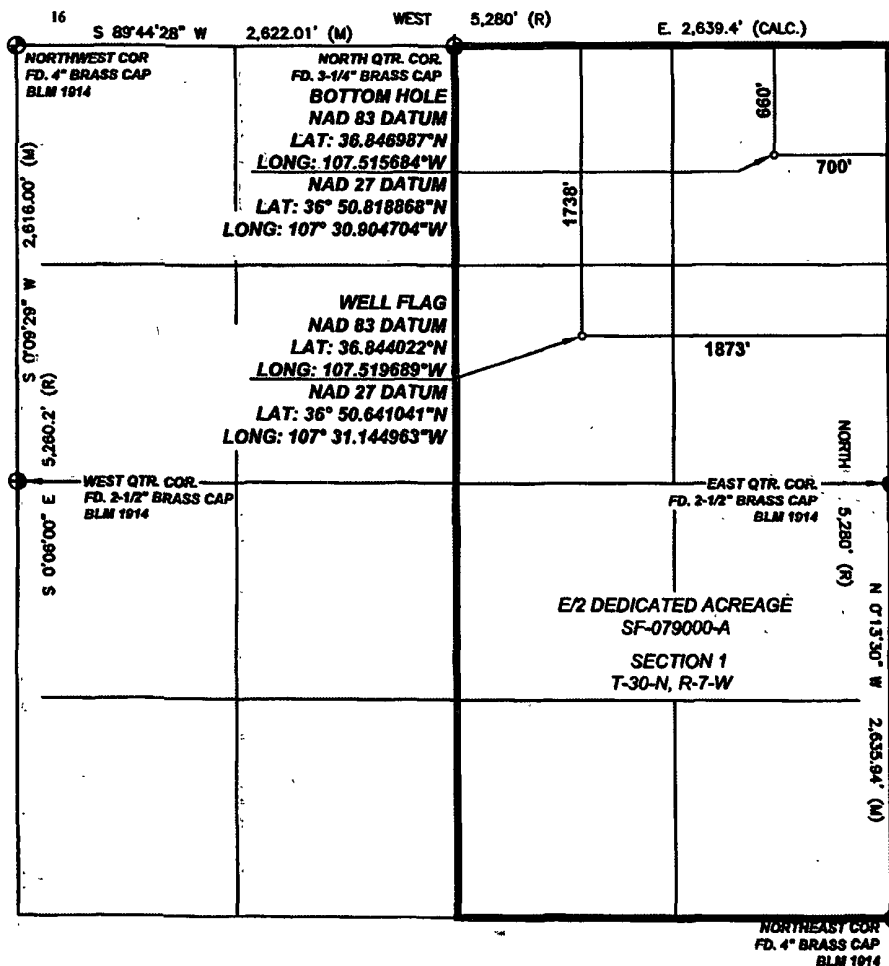 16
S 89°44'28" W 2,622.01' (M)
WEST 5,280' (R)
E. 2,639.4' (CALC.)
NORTHWEST COR
FD. 4" BRASS CAP
BLM 1914
NORTH QTR. COR.
FD. 3-1/4" BRASS CAP
BOTTOM HOLE
NAD 83 DATUM
LAT: 36.846987°N
LONG: 107.515684°W
NAD 27 DATUM
LAT: 36° 50.818868"N
LONG: 107° 30.904704"W
660'
700'
1738'
S 0°09'29" W 2,616.00' (M)
WELL FLAG
NAD 83 DATUM
LAT: 36.844022°N
LONG: 107.519689°W
NAD 27 DATUM
LAT: 36° 50.641041"N
LONG: 107° 31.144963"W
1873'
S 0°06'00" E 5,260.2' (R)
WEST QTR. COR.
FD. 2-1/2" BRASS CAP
BLM 1914
EAST QTR. COR.
FD. 2-1/2" BRASS CAP
BLM 1914
NORTH 5,280' (R)
N 0°13'30" W 2,635.94' (M)
E/2 DEDICATED ACREAGE
SF-079000-A
SECTION 1
T-30-N, R-7-W
NORTHEAST COR
FD. 4" BRASS CAP
BLM 1914